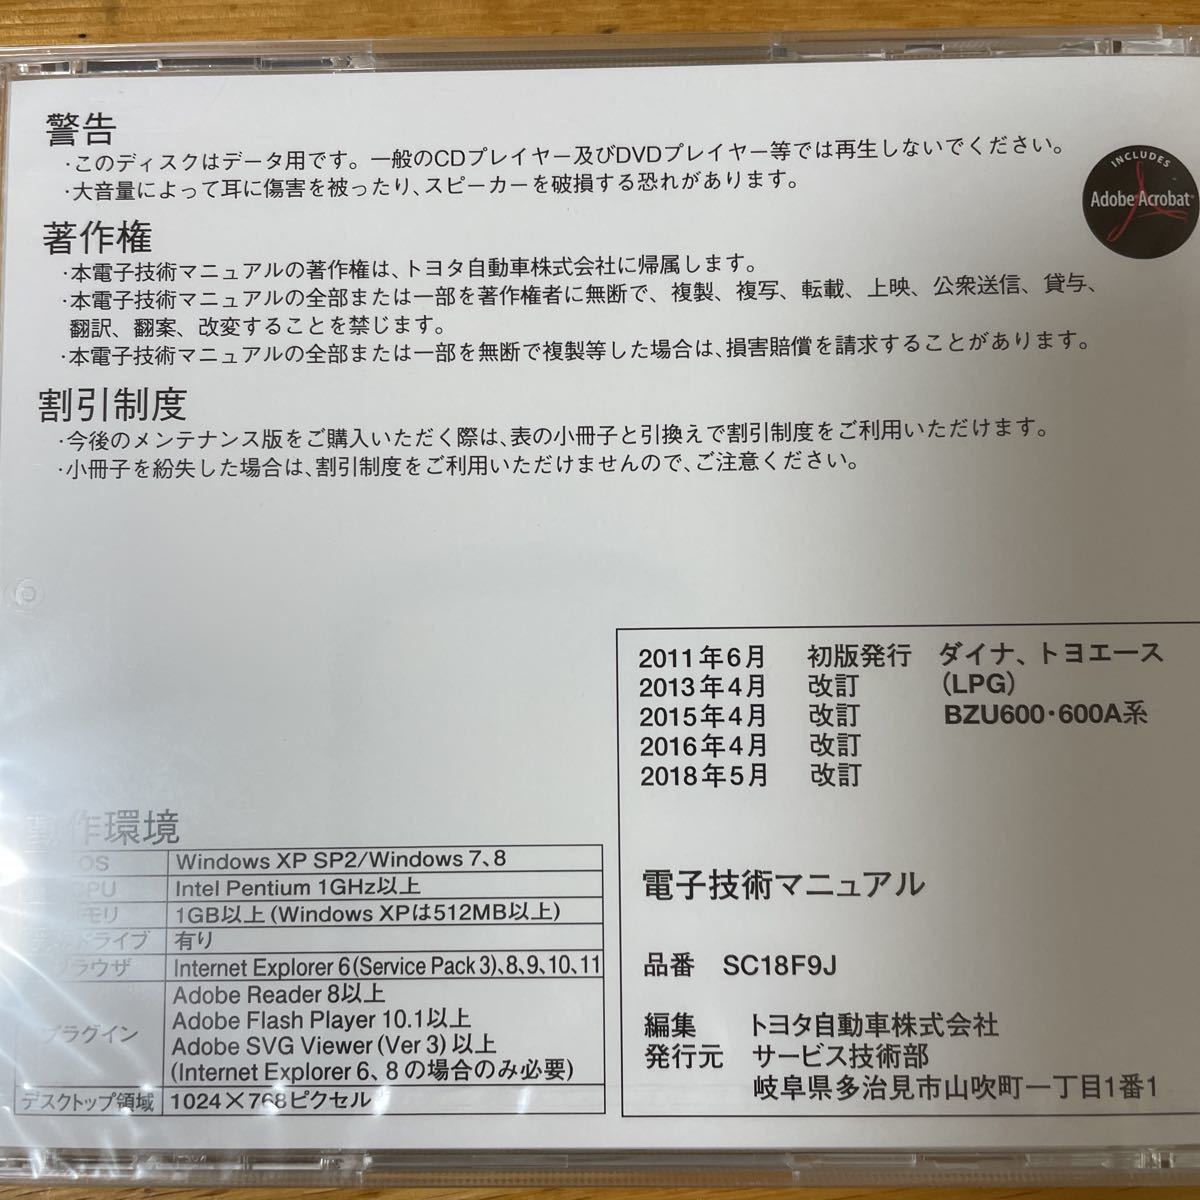 警告
・このディスクはデータ用です。一般のCDプレイヤー及びDVDプレイヤー等では再生しないでください。
・大音量によって耳に傷害を被ったり、スピーカーを破損する恐れがあります。
INCLUDES
Adobe Acrobat
著作権
・本電子技術マニュアルの著作権は、トヨタ自動車株式会社に帰属します。
・本電子技術マニュアルの全部または一部を著作権者に無断で、複製、複写、転載、上映、公衆送信、貸与、
翻訳、翻案、改変することを禁じます。
・本電子技術マニュアルの全部または一部を無断で複製等した場合は、損害賠償を請求することがあります。
割引制度
・今後のメンテナンス版をご購入いただく際は、表の小冊子と引換えで割引制度をご利用いただけます。
・小冊子を紛失した場合は、割引制度をご利用いただけませんので、ご注意ください。
動作環境
OS Windows XP SP2/Windows 7、8
CPU Intel Pentium 1GHz以上
メモリ 1GB以上(Windows XPは512MB以上)
ドライブ 有り
ブラウザ Internet Explorer 6(Service Pack 3)、8、9、10、11
プラグイン Adobe Reader 8以上
Adobe Flash Player 10.1以上
Adobe SVG Viewer (Ver 3) 以上
(Internet Explorer 6、8 の場合のみ必要)
デスクトップ領域 1024×768ピクセル
2011年6月 初版発行 ダイナ、トヨエース
2013年4月 改訂 (LPG)
2015年4月 改訂 BZU600・600A系
2016年4月 改訂
2018年5月 改訂
電子技術マニュアル
品番 SC18F9J
編集 トヨタ自動車株式会社
発行元 サービス技術部
岐阜県多治見市山吹町一丁目1番1